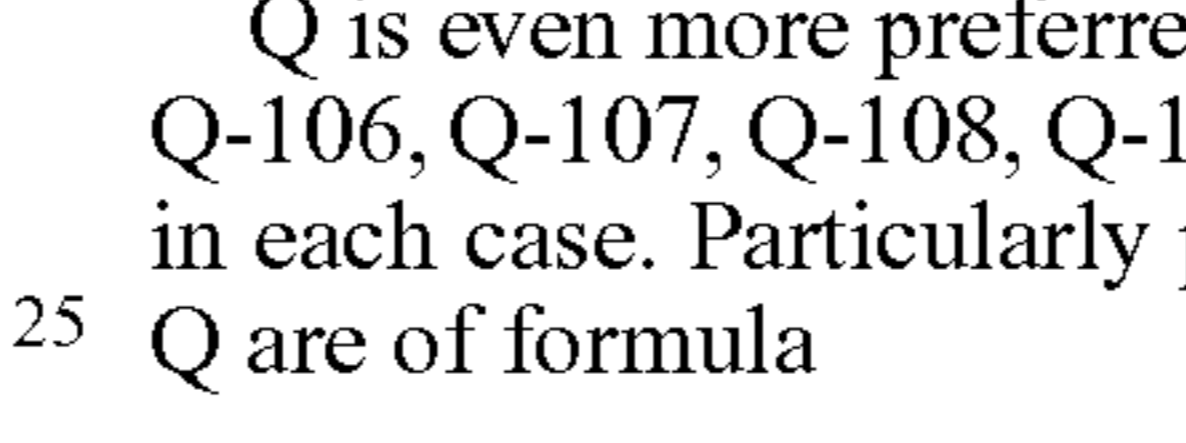 Q is even more preferre
Q-106, Q-107, Q-108, Q-1
in each case. Particularly
25 Q are of formula